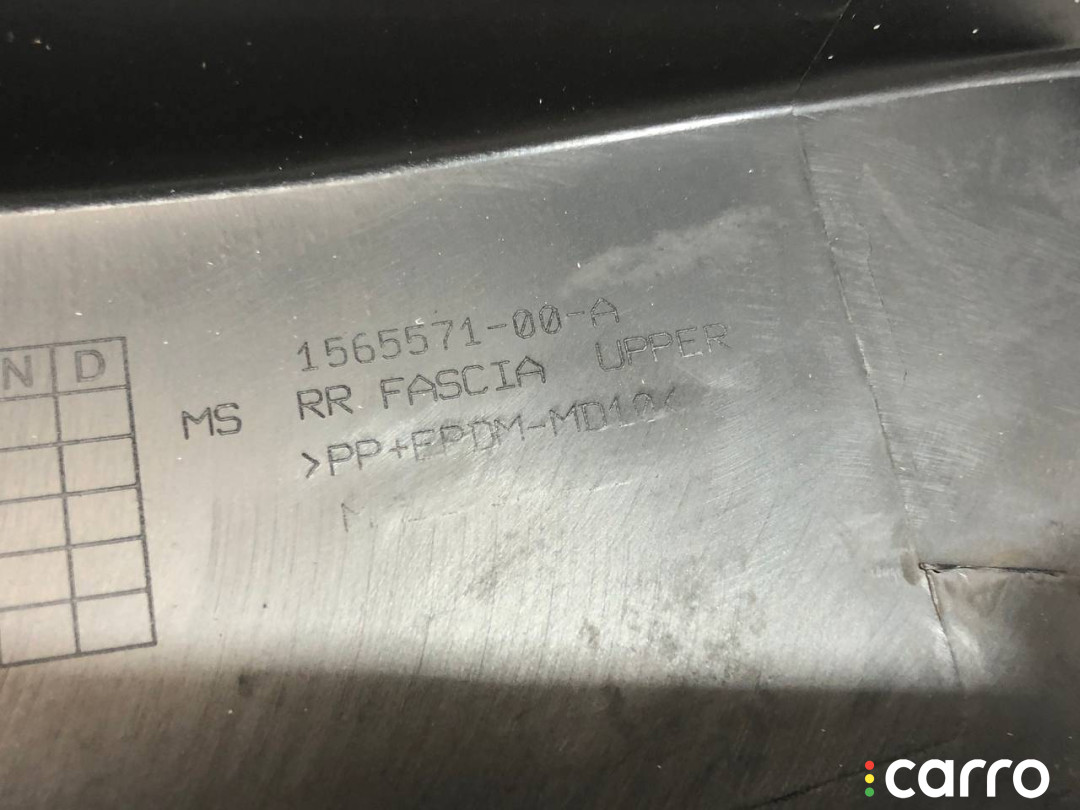 1565571-00-A
N D
MS RR FASCIA UPPER
>PP+EPDM-MD10
carro